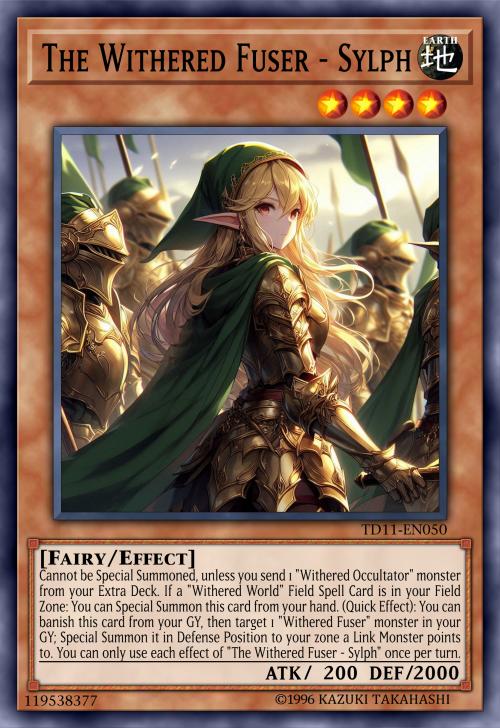 THE WITHERED FUSER - SYLPH
EARTH
地
TD11-EN050
[FAIRY/EFFECT]
Cannot be Special Summoned, unless you send 1 "Withered Occultator" monster
from your Extra Deck. If a "Withered World" Field Spell Card is in your Field
Zone: You can Special Summon this card from your hand. (Quick Effect): You can
banish this card from your GY, then target 1 "Withered Fuser" monster in your
GY; Special Summon it in Defense Position to your zone a Link Monster points
to. You can only use each effect of "The Withered Fuser - Sylph" once per turn.
ATK/ 200 DEF/2000
119538377
©1996 KAZUKI TAKAHASHI